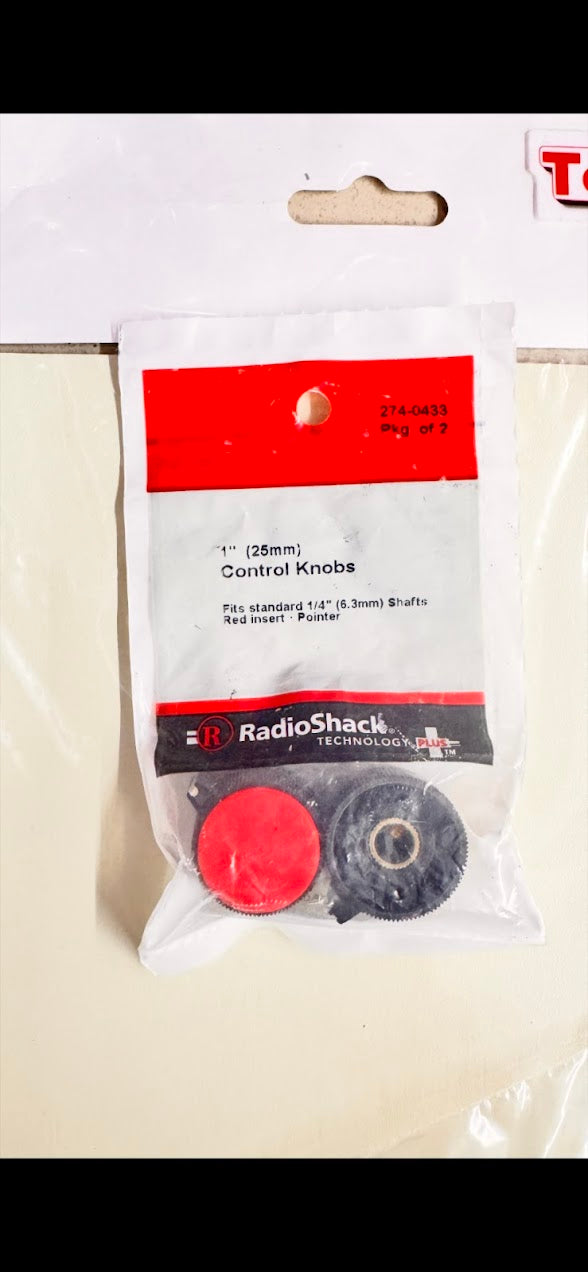 274-0433
Pkg of 2
1" (25mm)
Control Knobs
Fits standard 1/4" (6.3mm) Shafts
Red insert · Pointer
R RadioShack®
TECHNOLOGY PLUS™